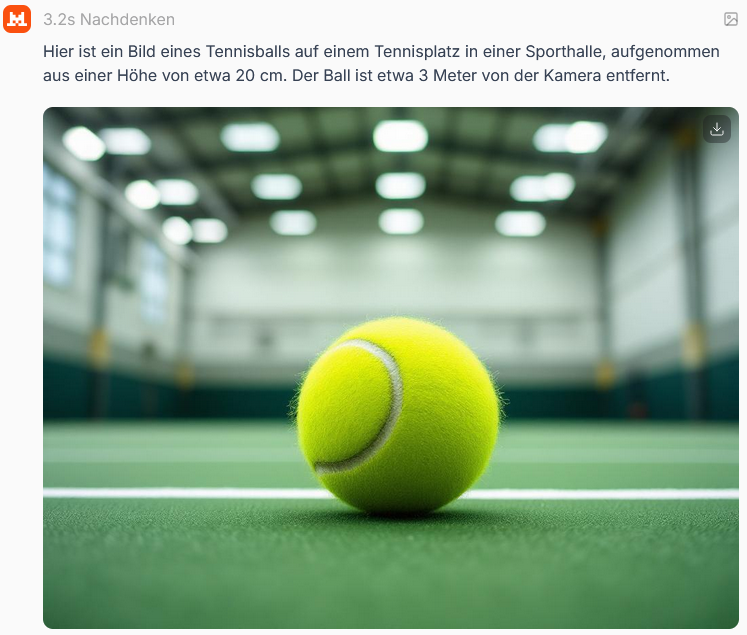 3.2s Nachdenken
Hier ist ein Bild eines Tennisballs auf einem Tennisplatz in einer Sporthalle, aufgenommen
aus einer Höhe von etwa 20 cm. Der Ball ist etwa 3 Meter von der Kamera entfernt.